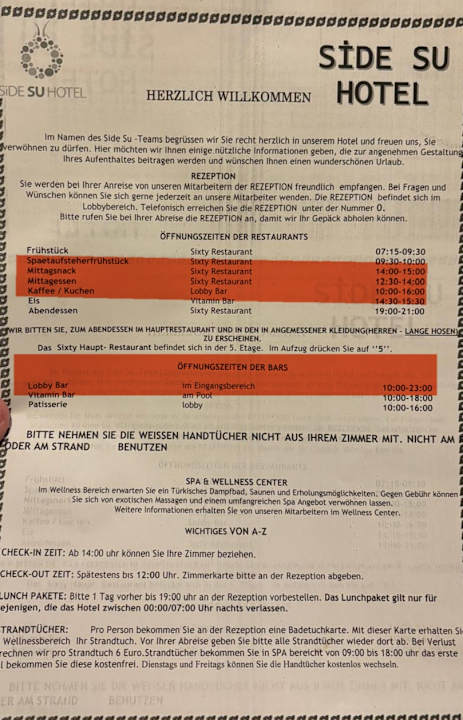 SİDE SU
HOTEL
SiDE SU HOTEL
HERZLICH WILLKOMMEN
Im Namen des Side Su -Teams begrüssen wir Sie recht herzlich in unserem Hotel und freuen uns, Sie
verwöhnen zu dürfen. Hier möchten wir Ihnen einige nützliche Informationen geben, die zur angenehmen Gestaltung
Ihres Aufenthaltes beitragen werden und wünschen Ihnen einen wunderschönen Urlaub.
REZEPTION
Sie werden bei Ihrer Anreise von unseren Mitarbeitern der REZEPTION freundlich empfangen. Bei Fragen und
Wünschen können Sie sich gerne jederzeit an unsere Mitarbeiter wenden. Die REZEPTION befindet sich im
Lobbybereich. Telefonisch erreichen Sie die REZEPTION unter der Nummer 0.
Bitte rufen Sie bei Ihrer Abreise die REZEPTION an, damit wir Ihr Gepäck abholen können.
ÖFFNUNGSZEITEN DER RESTAURANTS
Frühstück Sixty Restaurant 07:15-09:30
Spaetaufsteherfrühstück Sixty Restaurant 09:30-10:00
Mittagsnack Sixty Restaurant 14:00-15:00
Mittagessen Sixty Restaurant 12:30-14:00
Kaffee / Kuchen Lobby Bar 10:00-16:00
Eis Vitamin Bar 14:30-15:30
Abendessen Sixty Restaurant 19:00-21:00
WIR BITTEN SIE, ZUM ABENDESSEN IM HAUPTRESTAURANT UND IN DEN IN ANGEMESSENER KLEIDUNG(HERREN - LANGE HOSEN)
ZU ERSCHEINEN.
Das Sixty Haupt- Restaurant befindet sich in der 5. Etage. Im Aufzug drücken Sie auf ''5''.
ÖFFNUNGSZEITEN DER BARS
Lobby Bar im Eingangsbereich 10:00-23:00
Vitamin Bar am Pool 10:00-18:00
Patisserie lobby 10:00-16:00
BITTE NEHMEN SIE DIE WEISSEN HANDTÜCHER NICHT AUS IHREM ZIMMER MIT. NICHT AM
ODER AM STRAND BENUTZEN
SPA & WELLNESS CENTER
Im Wellness Bereich erwarten Sie ein Türkisches Dampfbad, Saunen und Erholungsmöglichkeiten. Gegen Gebühr können
Sie sich von exotischen Massagen und einem umfangreichen Spa Angebot verwöhnen lassen.
Weitere Informationen erhalten Sie von unseren Mitarbeitern im Wellness Center.
WICHTIGES VON A-Z
CHECK-IN ZEIT: Ab 14:00 uhr können Sie Ihre Zimmer beziehen.
CHECK-OUT ZEIT: Spätestens bis 12:00 Uhr. Zimmerkarte bitte an der Rezeption abgeben.
LUNCH PAKETE: Bitte 1 Tag vorher bis 19:00 uhr an der Rezeption vorbestellen. Das Lunchpaket gilt nur für
ejenigen, die das Hotel zwischen 00:00/07:00 Uhr nachts verlassen.
STRANDTÜCHER: Pro Person bekommen Sie an der Rezeption eine Badetuchkarte. Mit dieser Karte erhalten Sie
Wellnessbereich Ihr Strandtuch. Vor Ihrer Abreise geben Sie bitte alle Strandtücher wieder dort ab. Bei Verlust
rechnen wir pro Strandtuch 6 Euro.Strandtücher bekommen Sie in SPA bereicht von 09:00 bis 18:00 uhr das erste
l bekommen Sie diese kostenfrei. Dienstags und Freitags können Sie die Handtücher kostenlos wechseln.